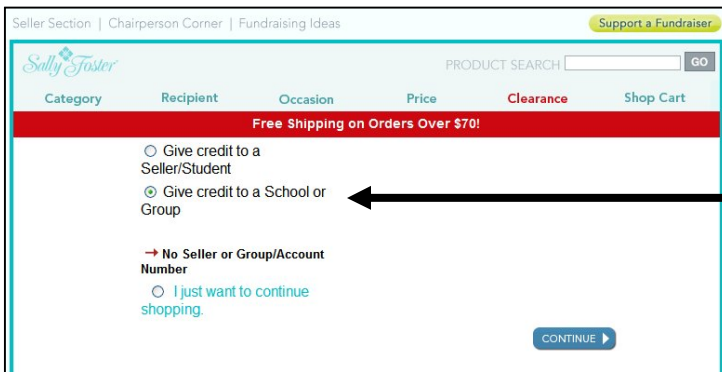 Seller Section | Chairperson Corner | Fundraising Ideas
Support a Fundraiser
Sally Foster
PRODUCT SEARCH
GO
Category Recipient Occasion Price Clearance Shop Cart
Free Shipping on Orders Over $70!
Give credit to a
Seller/Student
Give credit to a School or
Group
→ No Seller or Group/Account
Number
I just want to continue
shopping.
CONTINUE